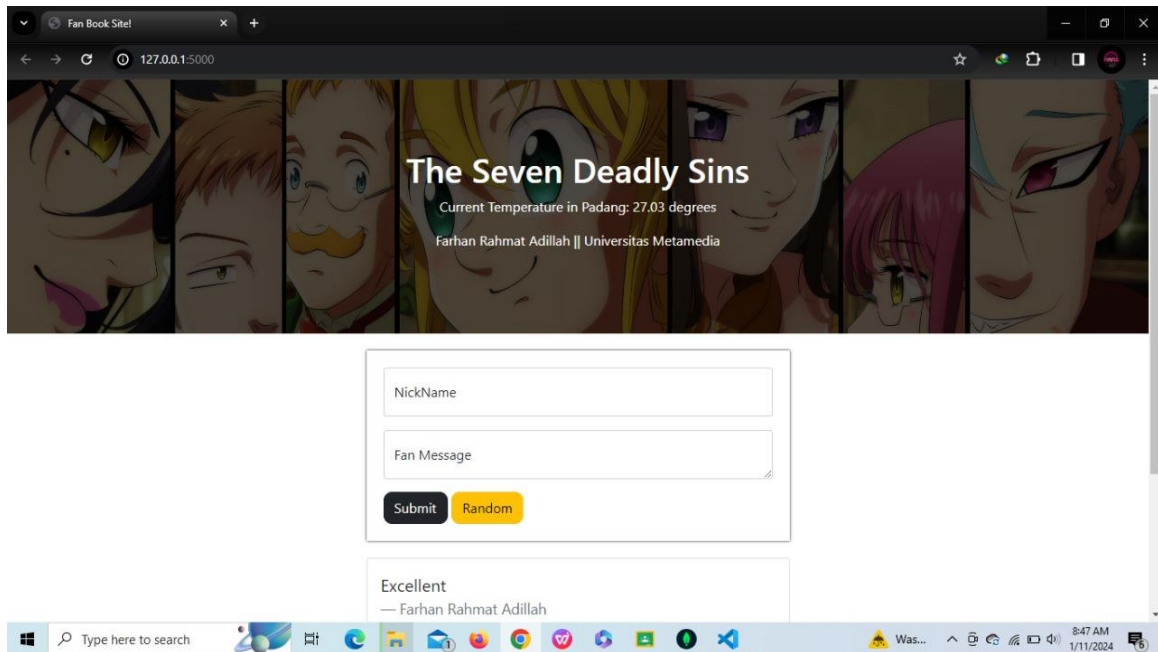 Fan Book Site!
127.0.0.1:5000
The Seven Deadly Sins
Current Temperature in Padang: 27.03 degrees
Farhan Rahmat Adillah || Universitas Metamedia
NickName
Fan Message
Submit Random
Excellent
— Farhan Rahmat Adillah
Type here to search
Was...
8:47 AM
1/11/2024